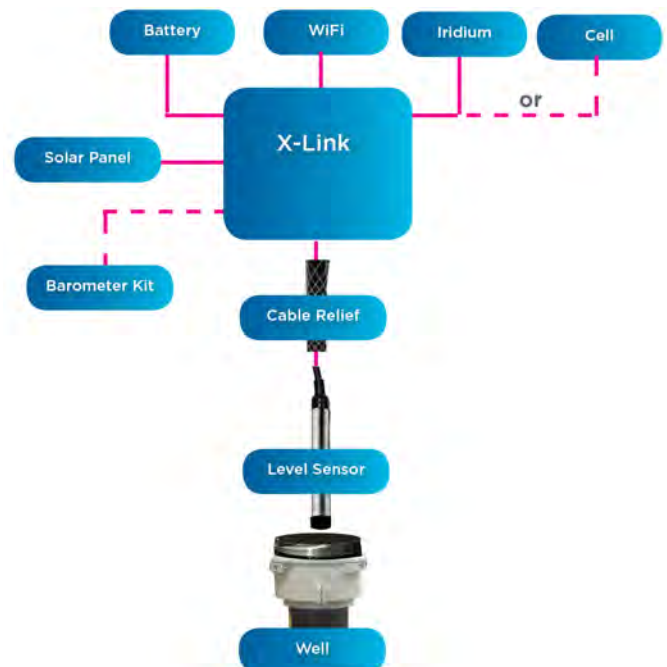 Battery
WiFi
Iridium
Cell
or
X-Link
Solar Panel
Barometer Kit
Cable Relief
Level Sensor
Well